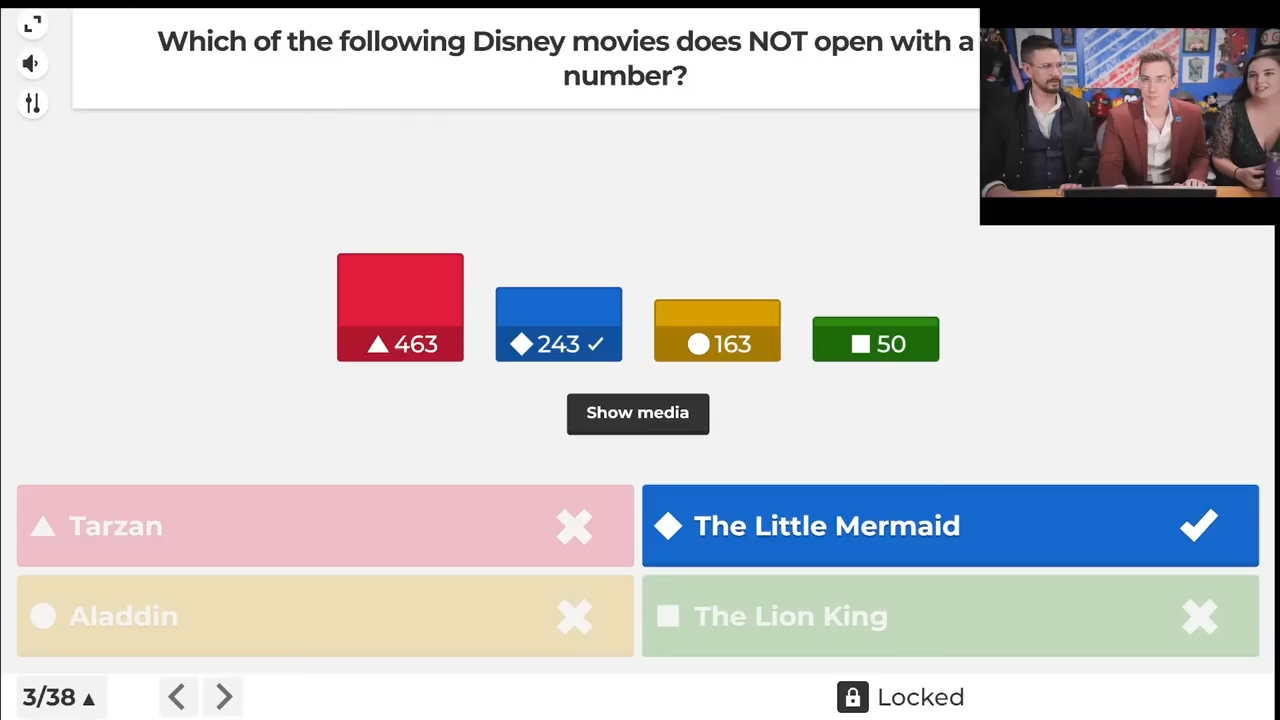 Which of the following Disney movies does NOT open with a
number?
463
243
163
50
Show media
Tarzan
The Little Mermaid
Aladdin
The Lion King
3/38
Locked